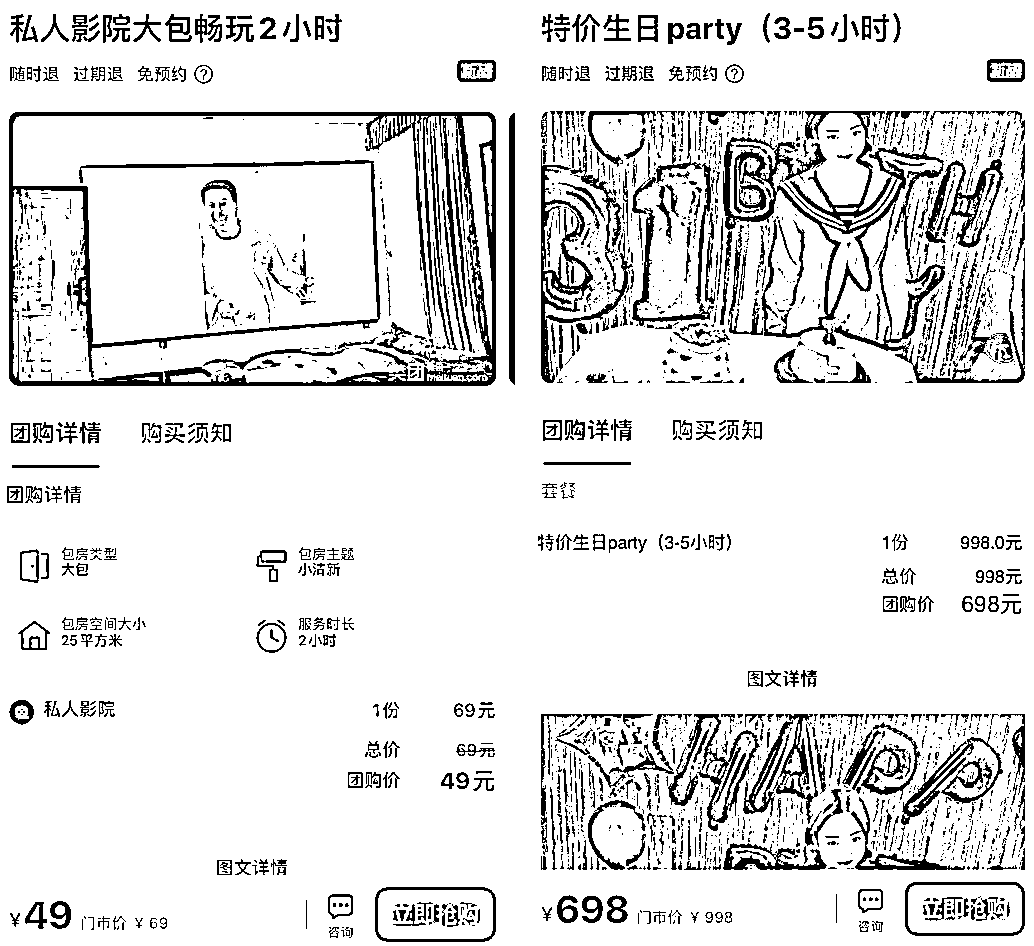 私人影院大包畅玩2小时
随时退 过期退 免预约 ?
美团
团购详情 购买须知
团购详情
包房类型
大包
包房主题
小清新
包房空间大小
25平方米
服务时长
2小时
私人影院 1份 69元
总价 69元
团购价 49元
图文详情
¥49 门市价 ¥ 69
咨询
立即抢购
特价生日party（3-5小时）
随时退 过期退 免预约 ?
31
BI TH
团购详情 购买须知
套餐
特价生日party（3-5小时） 1份 998.0元
总价 998元
团购价 698元
图文详情
HAPP
¥698 门市价 ¥ 998
咨询
立即抢购